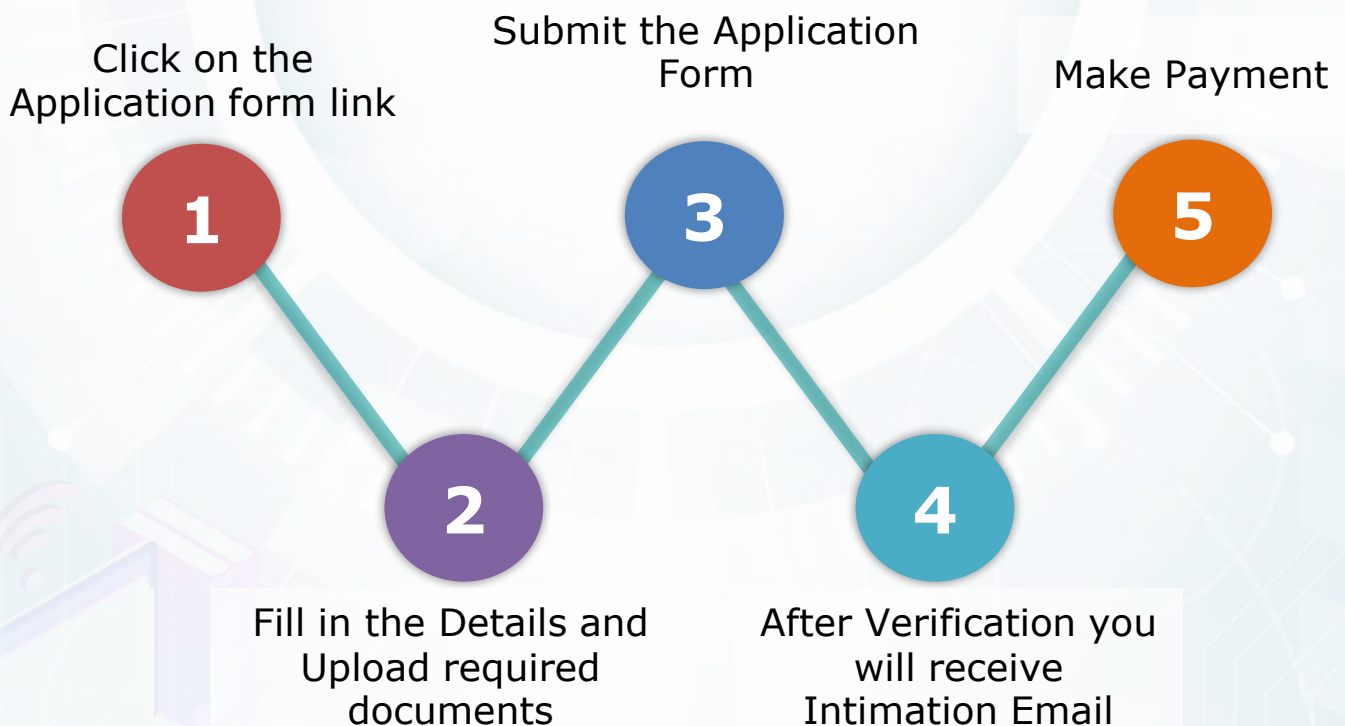 Click on the
Application form link
1
Fill in the Details and
Upload required
documents
2
Submit the Application
Form
3
After Verification you
will receive
Intimation Email
4
Make Payment
5